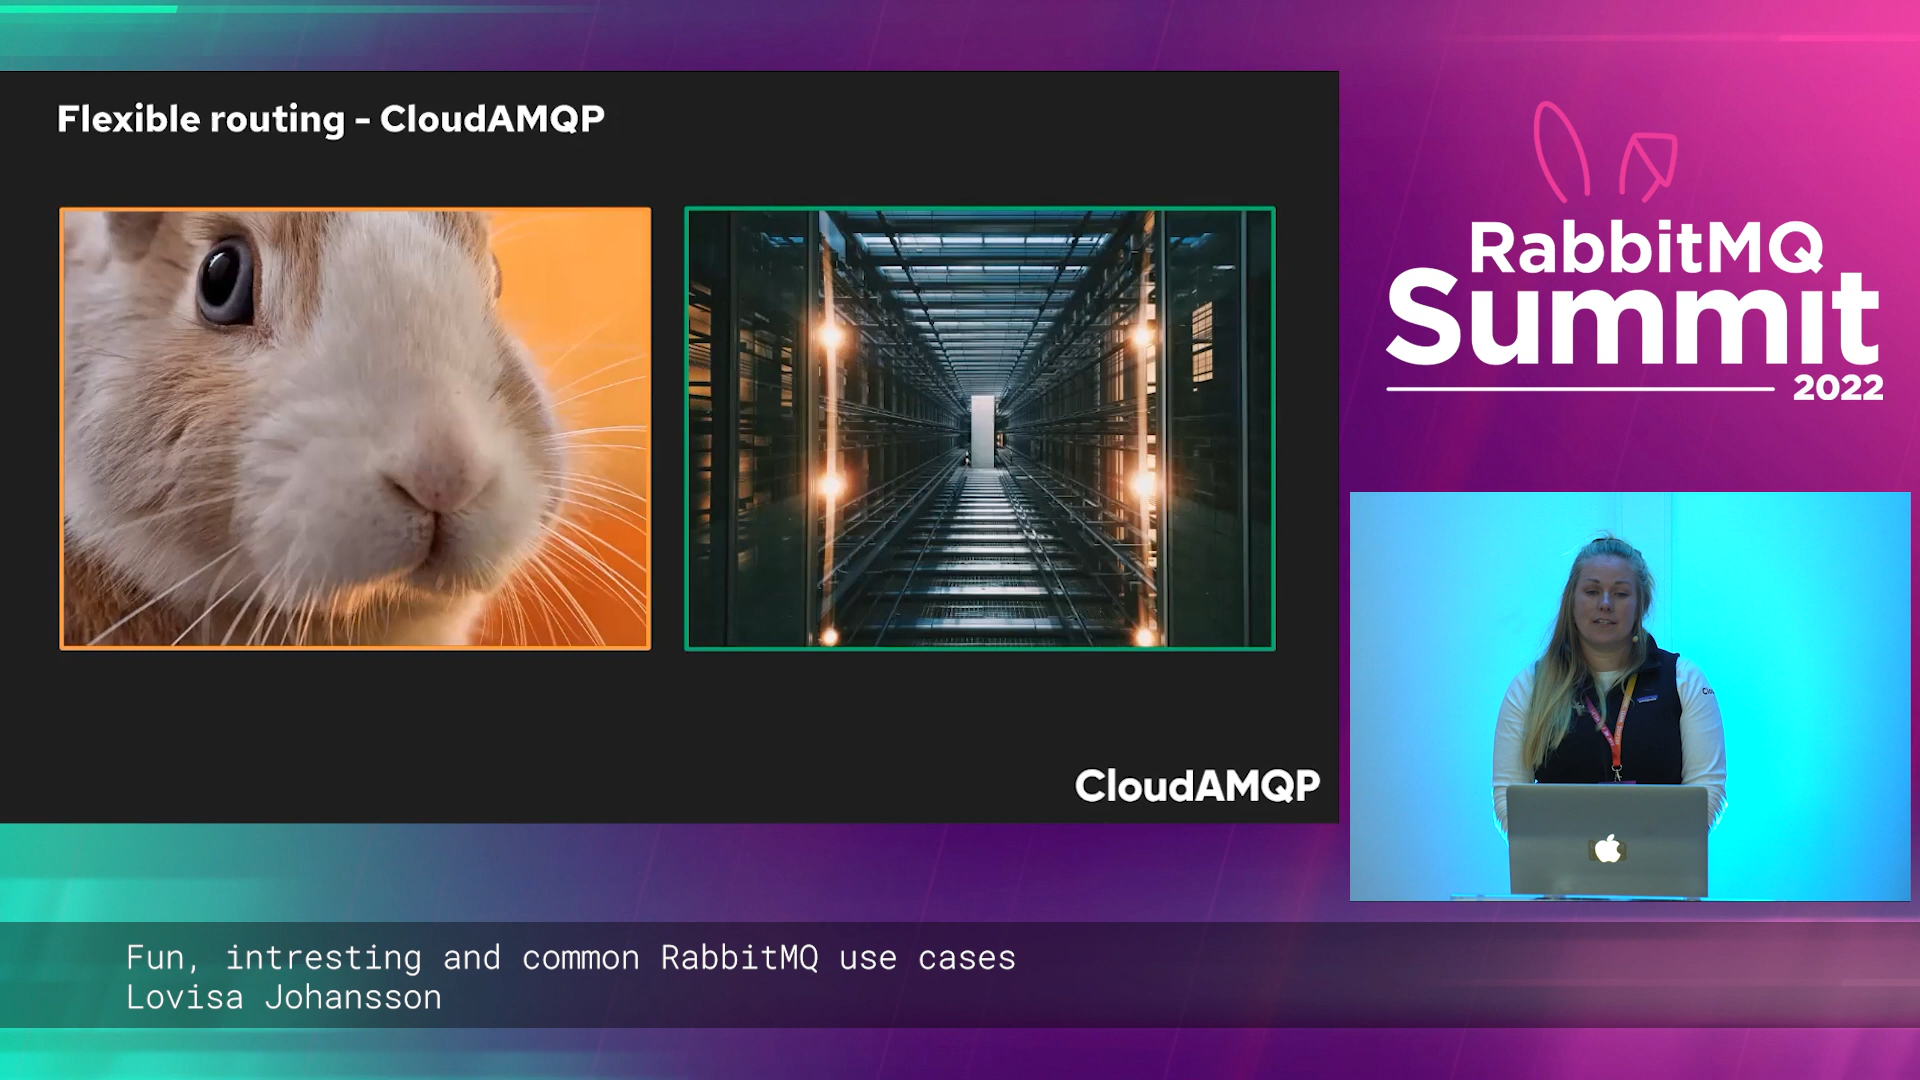 Flexible routing - CloudAMQP
CloudAMQP
RabbitMQ
Summit
2022
Fun, intresting and common RabbitMQ use cases
Lovisa Johansson